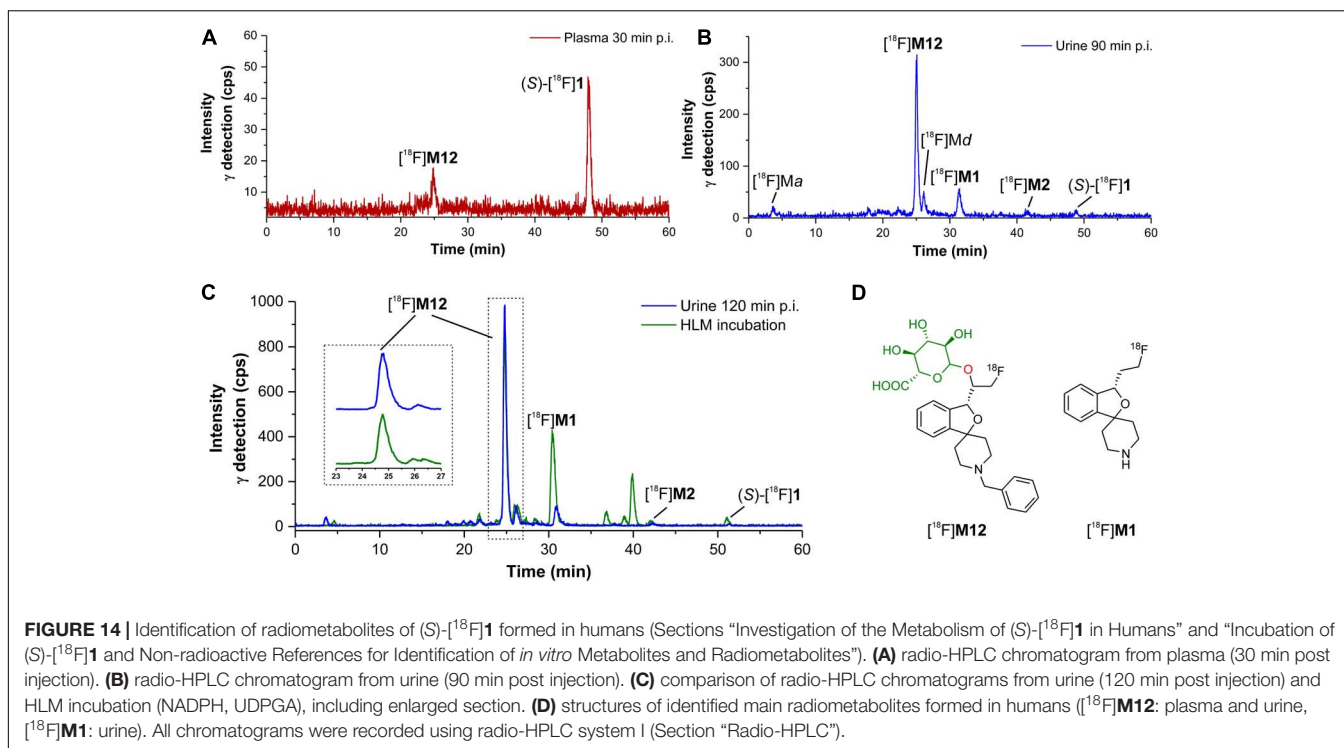 A
Plasma 30 min p.i.
Intensity
γ detection (cps)
60
50
40
30
20
10
(S)-[¹⁸F]1
[¹⁸F]M12
0 10 20 30 40 50 60
Time (min)
B
Urine 90 min p.i.
Intensity
γ detection (cps)
300
200
100
0
[¹⁸F]M12
[¹⁸F]Md
[¹⁸F]Ma
[¹⁸F]M1
[¹⁸F]M2
(S)-[¹⁸F]1
0 10 20 30 40 50 60
Time (min)
C
Urine 120 min p.i.
HLM incubation
Intensity
γ detection (cps)
1000
800
600
400
200
0
[¹⁸F]M12
23 24 25 26 27
[¹⁸F]M1
[¹⁸F]M2
(S)-[¹⁸F]1
0 10 20 30 40 50 60
Time (min)
D
HO
OH
HO
HOOC
O
O
¹⁸F
O
N
[¹⁸F]M12
¹⁸F
O
N
H
[¹⁸F]M1
FIGURE 14 | Identification of radiometabolites of (S)-[¹⁸F]1 formed in humans (Sections “Investigation of the Metabolism of (S)-[¹⁸F]1 in Humans” and “Incubation of
(S)-[¹⁸F]1 and Non-radioactive References for Identification of in vitro Metabolites and Radiometabolites”). (A) radio-HPLC chromatogram from plasma (30 min post
injection). (B) radio-HPLC chromatogram from urine (90 min post injection). (C) comparison of radio-HPLC chromatograms from urine (120 min post injection) and
HLM incubation (NADPH, UDPGA), including enlarged section. (D) structures of identified main radiometabolites formed in humans ([¹⁸F]M12: plasma and urine,
[¹⁸F]M1: urine). All chromatograms were recorded using radio-HPLC system I (Section “Radio-HPLC”).